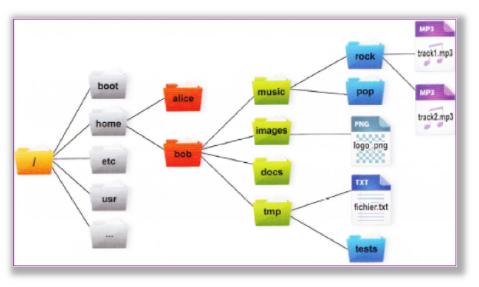 /
boot
home
etc
usr
...
alice
bob
music
images
docs
tmp
rock
pop
PNG
logo .png
TXT
fichier.txt
tests
MP3
track1.mp3
MP3
track2.mp3